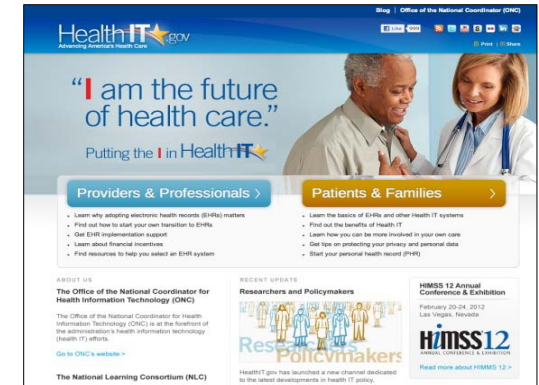 Blog | Office of the National Coordinator (ONC)
HealthIT.gov
Advancing America's Health Care
Like 999
Print | Share
“I am the future
of health care.”
Putting the I in HealthIT
Providers & Professionals >
Learn why adopting electronic health records (EHRs) matters
Find out how to start your own transition to EHRs
Get EHR implementation support
Learn about financial incentives
Find resources to help you select an EHR system
Patients & Families >
Learn the basics of EHRs and other Health IT systems
Find out the benefits of Health IT
Learn how you can be more involved in your own care
Get tips on protecting your privacy and personal data
Start your personal health record (PHR)
ABOUT US
The Office of the National Coordinator for
Health Information Technology (ONC)
The Office of the National Coordinator for Health
Information Technology (ONC) is at the forefront of
the administration's health information technology
(health IT) efforts.
Go to ONC's website >
The National Learning Consortium (NLC)
RECENT UPDATE
Researchers and Policymakers
Researchers
Policymakers
HealthIT.gov has launched a new channel dedicated
to the latest developments in health IT policy,
HIMSS 12 Annual
Conference & Exhibition
February 20-24, 2012
Las Vegas, Nevada
HIMSS12
ANNUAL CONFERENCE & EXHIBITION
Read more about HIMSS 12 >